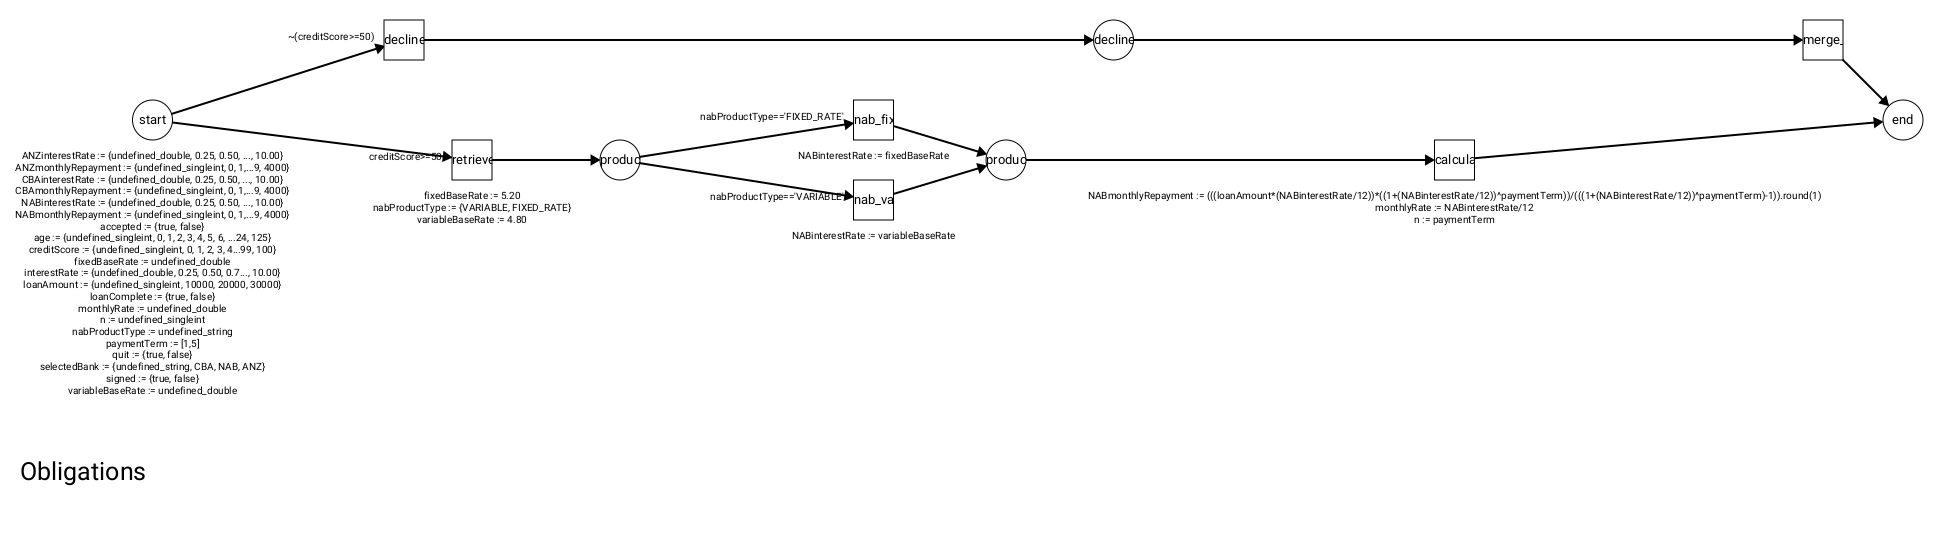 ~(creditScore>=50)
decline
decline
merge_
start
nab_fix
nabProductType=='FIXED_RATE'
end
creditScore>=50
retrieve
produc
NABinterestRate := fixedBaseRate
produc
calcula
ANZinterestRate := {undefined_double, 0.25, 0.50, ..., 10.00}
ANZmonthlyRepayment := {undefined_singleint, 0, 1,...9, 4000}
CBAinterestRate := {undefined_double, 0.25, 0.50, ..., 10.00}
CBAmonthlyRepayment := {undefined_singleint, 0, 1,...9, 4000}
NABinterestRate := {undefined_double, 0.25, 0.50, ..., 10.00}
NABmonthlyRepayment := {undefined_singleint, 0, 1,...9, 4000}
accepted := {true, false}
age := {undefined_singleint, 0, 1, 2, 3, 4, 5, 6, ...24, 125}
creditScore := {undefined_singleint, 0, 1, 2, 3, 4...99, 100}
fixedBaseRate := undefined_double
interestRate := {undefined_double, 0.25, 0.50, 0.7..., 10.00}
loanAmount := {undefined_singleint, 10000, 20000, 30000}
loanComplete := {true, false}
monthlyRate := undefined_double
n := undefined_singleint
nabProductType := undefined_string
paymentTerm := [1,5]
quit := {true, false}
selectedBank := {undefined_string, CBA, NAB, ANZ}
signed := {true, false}
variableBaseRate := undefined_double
fixedBaseRate := 5.20
nabProductType := {VARIABLE, FIXED_RATE}
variableBaseRate := 4.80
nabProductType=='VARIABLE'
nab_va
NABinterestRate := variableBaseRate
NABmonthlyRepayment := (((loanAmount*(NABinterestRate/12))*((1+(NABinterestRate/12))^paymentTerm))/(((1+(NABinterestRate/12))^paymentTerm)-1)).round(1)
monthlyRate := NABinterestRate/12
n := paymentTerm
Obligations